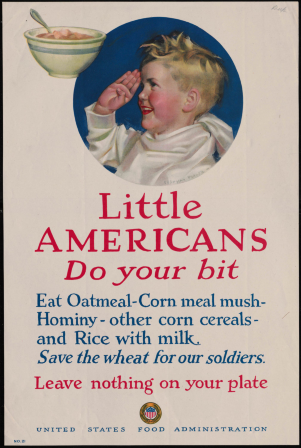 Little
AMERICANS
Do your bit
Eat Oatmeal-Corn meal mush-
Hominy - other corn cereals-
and Rice with milk.
Save the wheat for our soldiers.
Leave nothing on your plate
UNITED STATES FOOD ADMINISTRATION